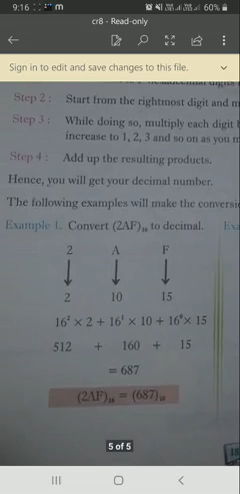 9:16 m 60%
cr8 - Read-only
Sign in to edit and save changes to this file.
Step 2 : Start from the rightmost digit and m
Step 3 : While doing so, multiply each digit
increase to 1, 2, 3 and so on as you m
Step 4 : Add up the resulting products.
Hence, you will get your decimal number.
The following examples will make the conversi
Example 1. Convert (2AF)₁₆ to decimal. Exa
2 A F
2 10 15
16² × 2 + 16¹ × 10 + 16⁰ × 15
512 + 160 + 15
= 687
(2AF)₁₆ = (687)₁₀
5 of 5
18